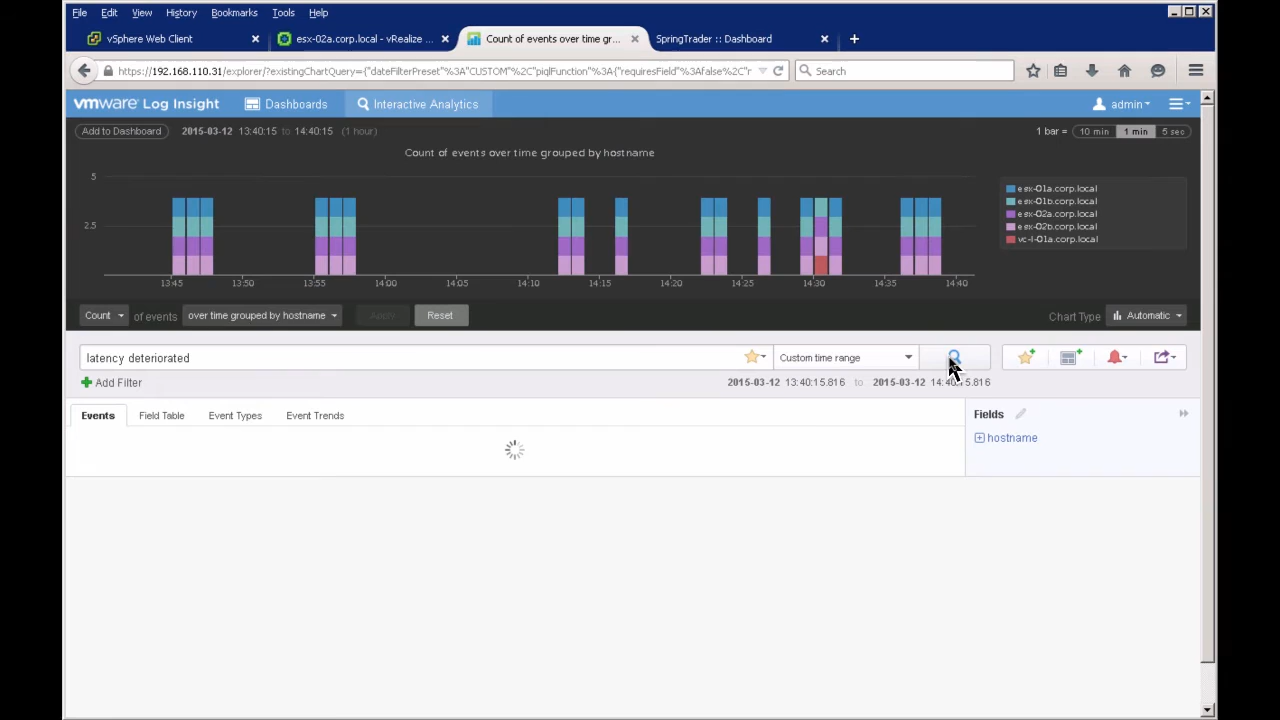 File Edit View History Bookmarks Tools Help
vSphere Web Client esx-02a.corp.local - vRealize ... Count of events over time gr... SpringTrader :: Dashboard
https://192.168.110.31/explorer/?existingChartQuery={"dateFilterPreset"%3A"CUSTOM"%2C"piqlFunction"%3A{"requiresField"%3Afalse%2C"r Search
vmware Log Insight Dashboards Interactive Analytics admin
Add to Dashboard 2015-03-12 13:40:15 to 14:40:15 (1 hour) 1 bar = 10 min 1 min 5 sec
Count of events over time grouped by hostname
5
2.5
esx-01a.corp.local
esx-01b.corp.local
esx-02a.corp.local
esx-02b.corp.local
vc-l-01a.corp.local
13:45 13:50 13:55 14:00 14:05 14:10 14:15 14:20 14:25 14:30 14:35 14:40
Count of events over time grouped by hostname Apply Reset Chart Type Automatic
latency deteriorated Custom time range
Add Filter 2015-03-12 13:40:15.816 to 2015-03-12 14:40:15.816
Events Field Table Event Types Event Trends Fields
hostname